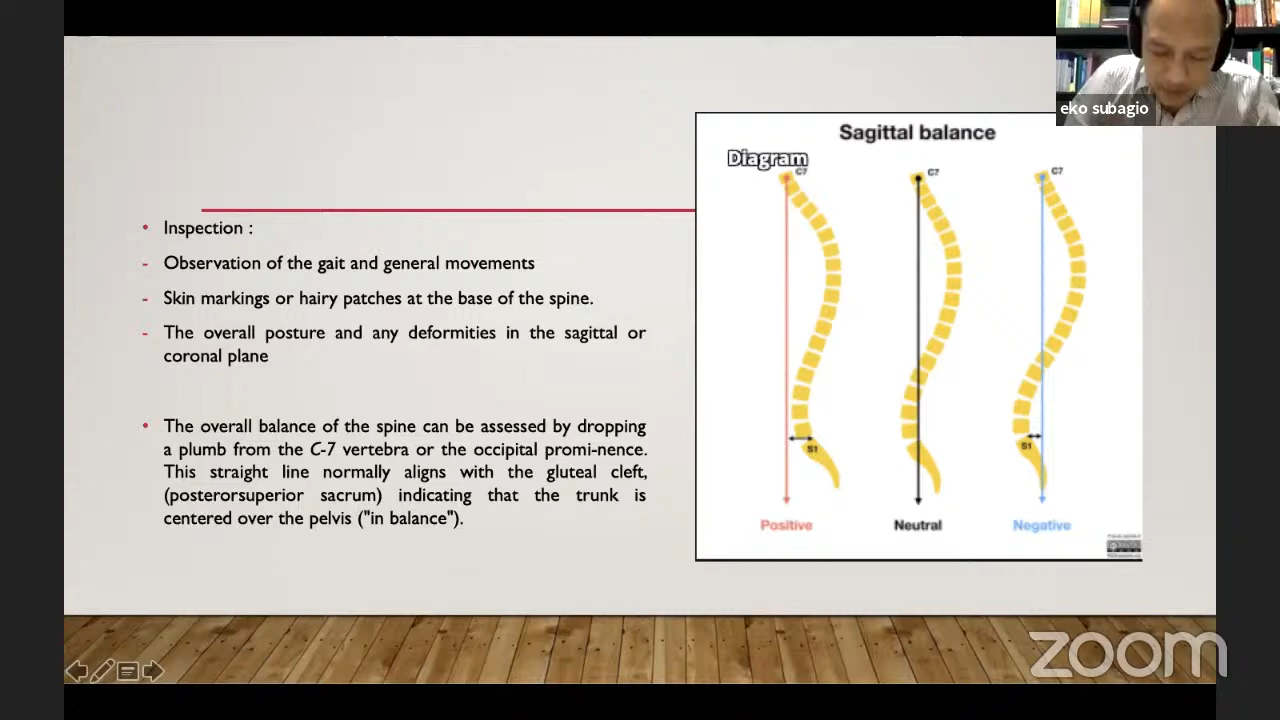 eko subagio
Sagittal balance
Diagram
C7
C7
C7
• Inspection :
- Observation of the gait and general movements
- Skin markings or hairy patches at the base of the spine.
- The overall posture and any deformities in the sagittal or
coronal plane
• The overall balance of the spine can be assessed by dropping
a plumb from the C-7 vertebra or the occipital promi-nence.
This straight line normally aligns with the gluteal cleft,
(posterorsuperior sacrum) indicating that the trunk is
centered over the pelvis ("in balance").
S1
S1
Positive
Neutral
Negative
zoom